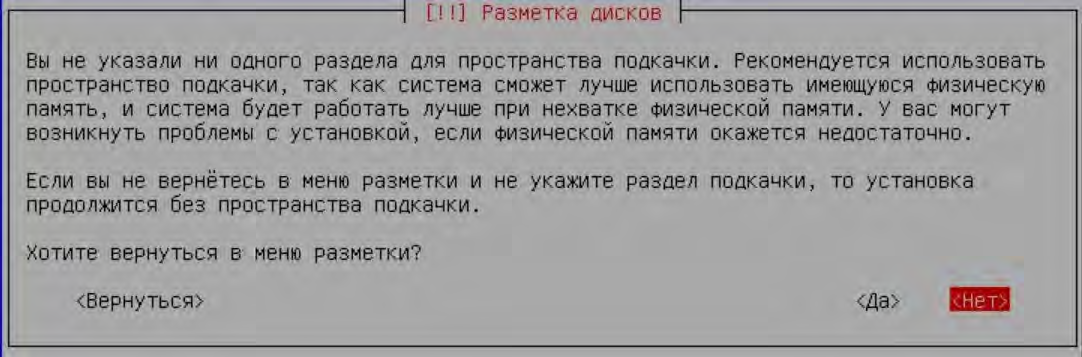 [!!] Разметка дисков
Вы не указали ни одного раздела для пространства подкачки. Рекомендуется использовать
пространство подкачки, так как система сможет лучше использовать имеющуюся физическую
память, и система будет работать лучше при нехватке физической памяти. У вас могут
возникнуть проблемы с установкой, если физической памяти окажется недостаточно.
Если вы не вернётесь в меню разметки и не укажите раздел подкачки, то установка
продолжится без пространства подкачки.
Хотите вернуться в меню разметки?
<Вернуться> <Да> <Нет>